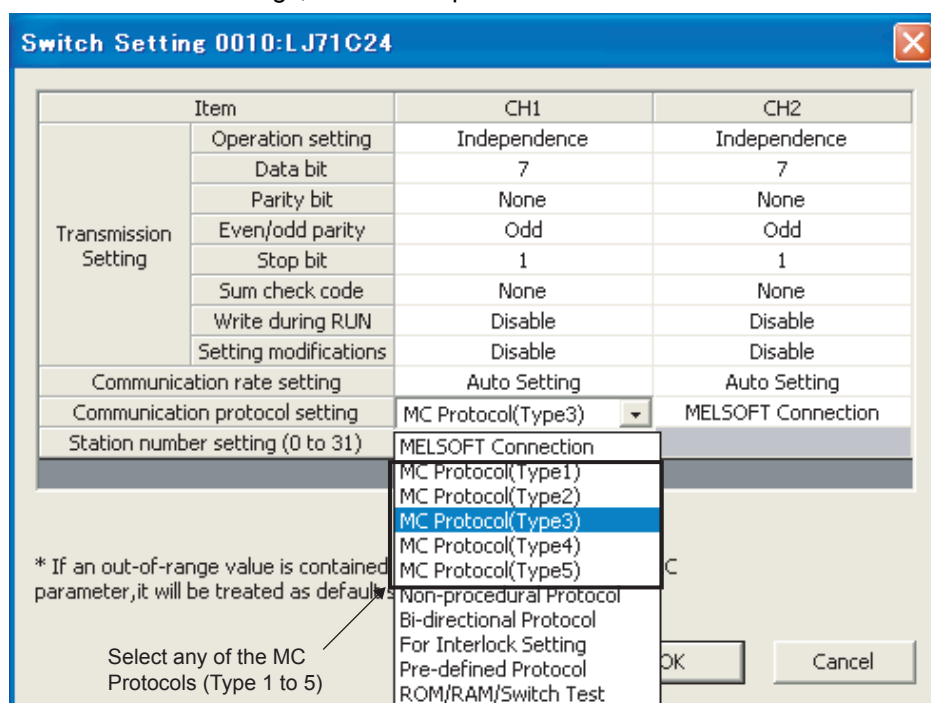 Switch Setting 0010:LJ71C24
Item CH1 CH2
Transmission Setting
Operation setting Independence Independence
Data bit 7 7
Parity bit None None
Even/odd parity Odd Odd
Stop bit 1 1
Sum check code None None
Write during RUN Disable Disable
Setting modifications Disable Disable
Communication rate setting Auto Setting Auto Setting
Communication protocol setting MC Protocol(Type3) MELSOFT Connection
Station number setting (0 to 31)
MELSOFT Connection
MC Protocol(Type1)
MC Protocol(Type2)
MC Protocol(Type3)
MC Protocol(Type4)
MC Protocol(Type5)
Non-procedural Protocol
Bi-directional Protocol
For Interlock Setting
Pre-defined Protocol
ROM/RAM/Switch Test
* If an out-of-range value is contained C
parameter,it will be treated as default
Select any of the MC
Protocols (Type 1 to 5)
OK Cancel